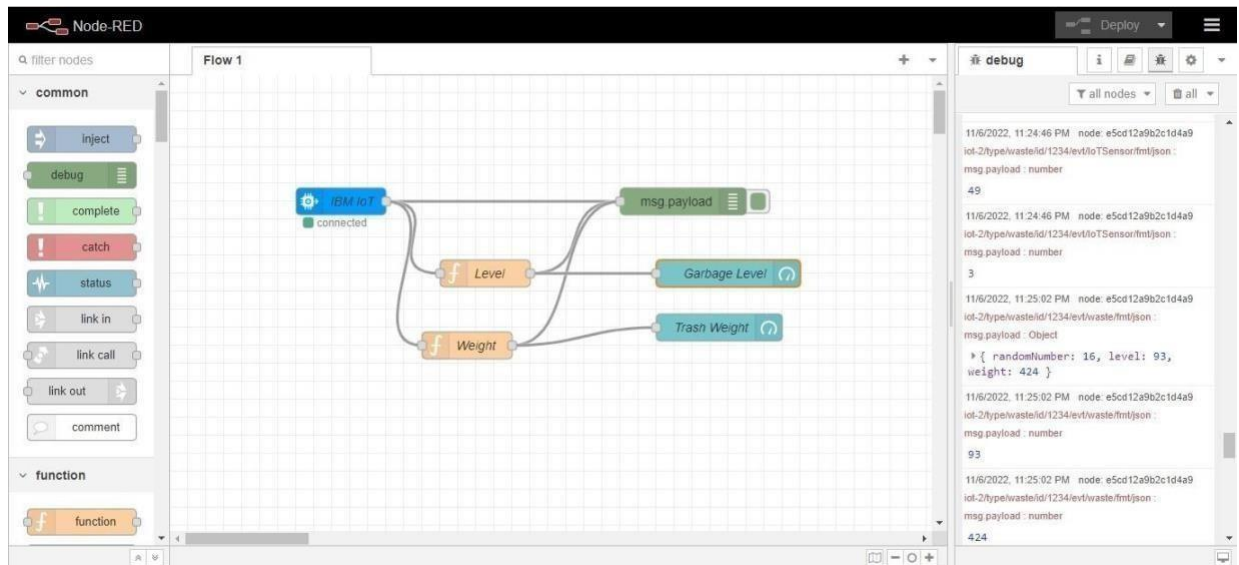 Node-RED
Deploy
filter nodes
Flow 1
debug
i
all nodes
all
common
inject
debug
complete
catch
status
link in
link call
link out
comment
function
function
IBM IoT
connected
msg.payload
Level
Garbage Level
Weight
Trash Weight
11/6/2022, 11:24:46 PM node: e5cd12a9b2c1d4a9
iot-2/type/waste/id/1234/evt/IoTSensor/fmt/json :
msg.payload : number
49
11/6/2022, 11:24:46 PM node: e5cd12a9b2c1d4a9
iot-2/type/waste/id/1234/evt/IoTSensor/fmt/json :
msg.payload : number
3
11/6/2022, 11:25:02 PM node: e5cd12a9b2c1d4a9
iot-2/type/waste/id/1234/evt/waste/fmt/json :
msg.payload : Object
{ randomNumber: 16, level: 93,
weight: 424 }
11/6/2022, 11:25:02 PM node: e5cd12a9b2c1d4a9
iot-2/type/waste/id/1234/evt/waste/fmt/json :
msg.payload : number
93
11/6/2022, 11:25:02 PM node: e5cd12a9b2c1d4a9
iot-2/type/waste/id/1234/evt/waste/fmt/json :
msg.payload : number
424